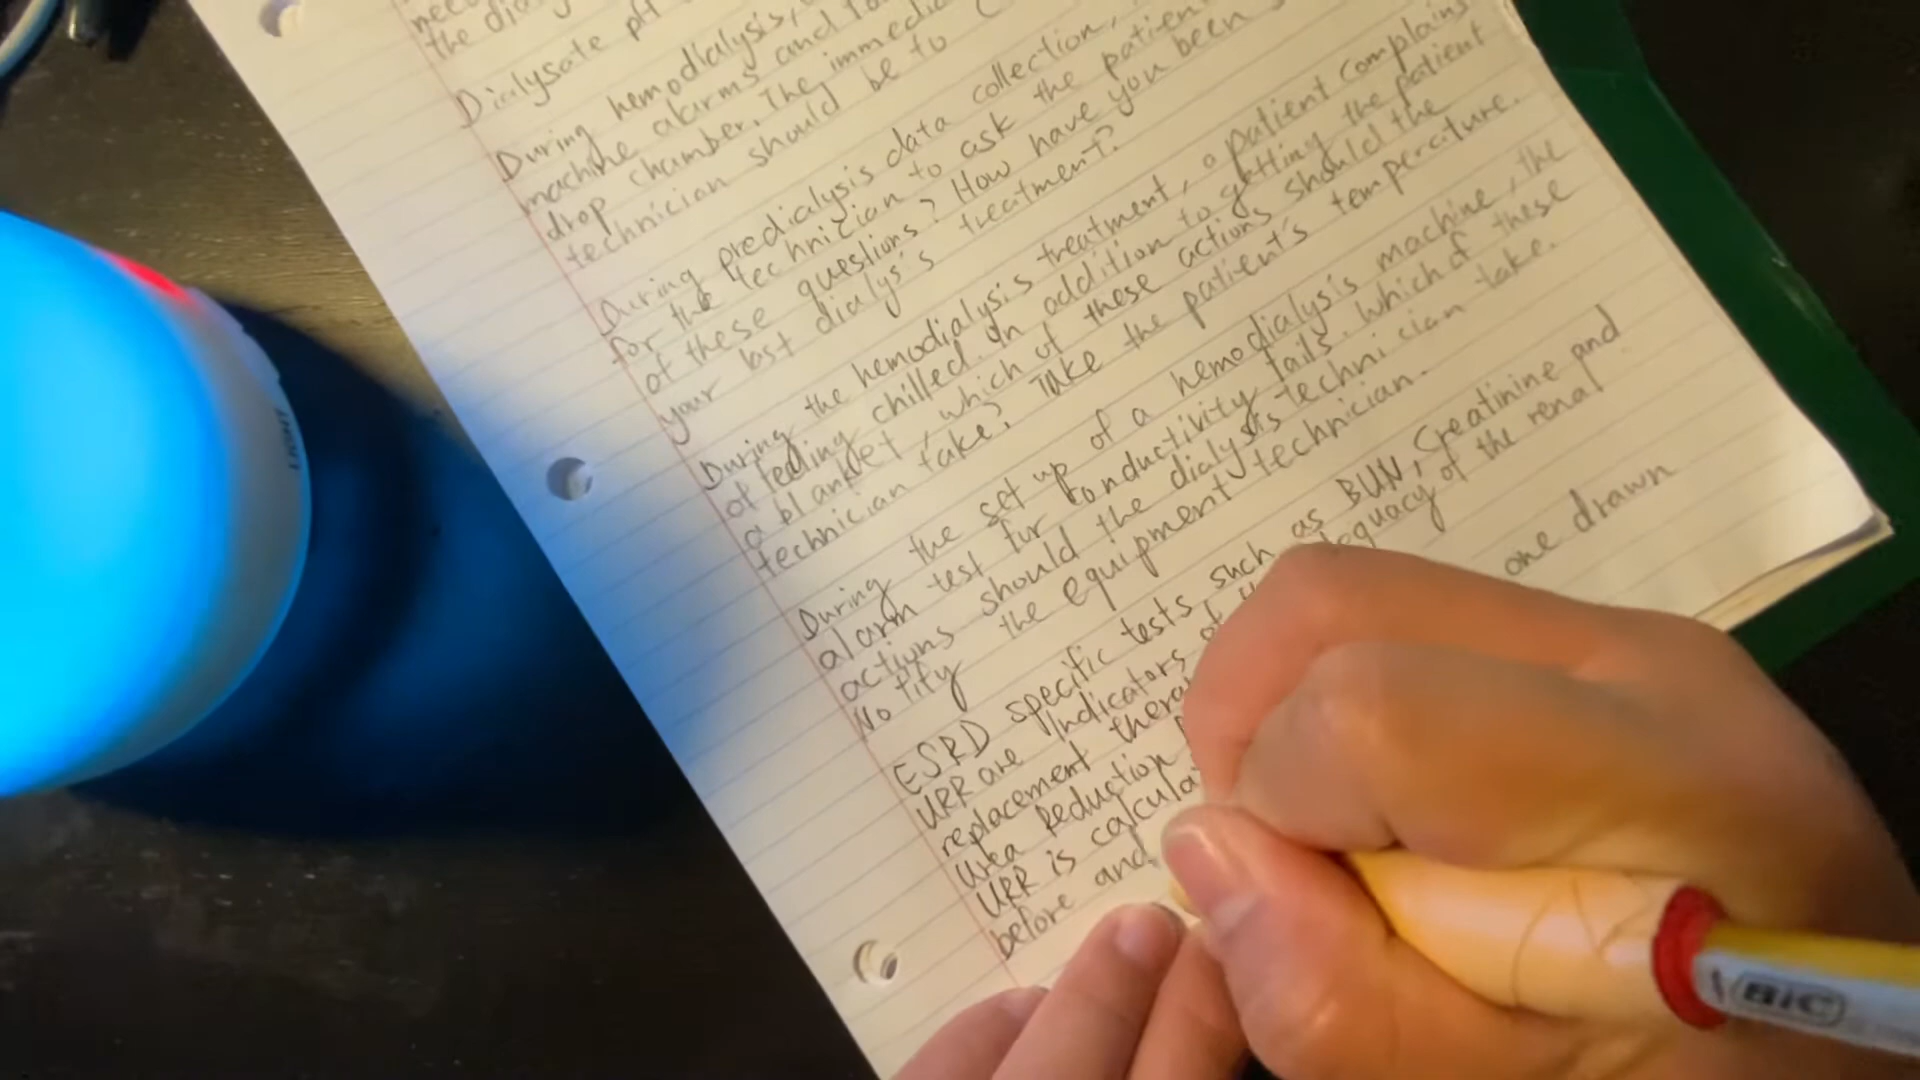 the dia
Dialysate pH
During hemodialysis,
machine alarms and
drop chamber. The immedia
technician should be to
During predialysis data collection,
for the technician to ask the patient
of these questions? How have you been
your last dialysis treatment?
During the hemodialysis treatment, a patient complains
of feeling chilled. In addition to getting the patient
a blanket, which of these actions should the
technician take? Take the patient's temperciture.
During the set up of a hemodialysis machine, the
alarm test for conductivity fails. Which of these
actions should the dialysis technician take.
Notify the equipment technician.
ESRD specific tests such as BUN, Creatinine and
URR are Indicators of equacy of the renal
replacement thera
Urea Reduction one drawn
URR is calcula
before and
LIGHT
BIC